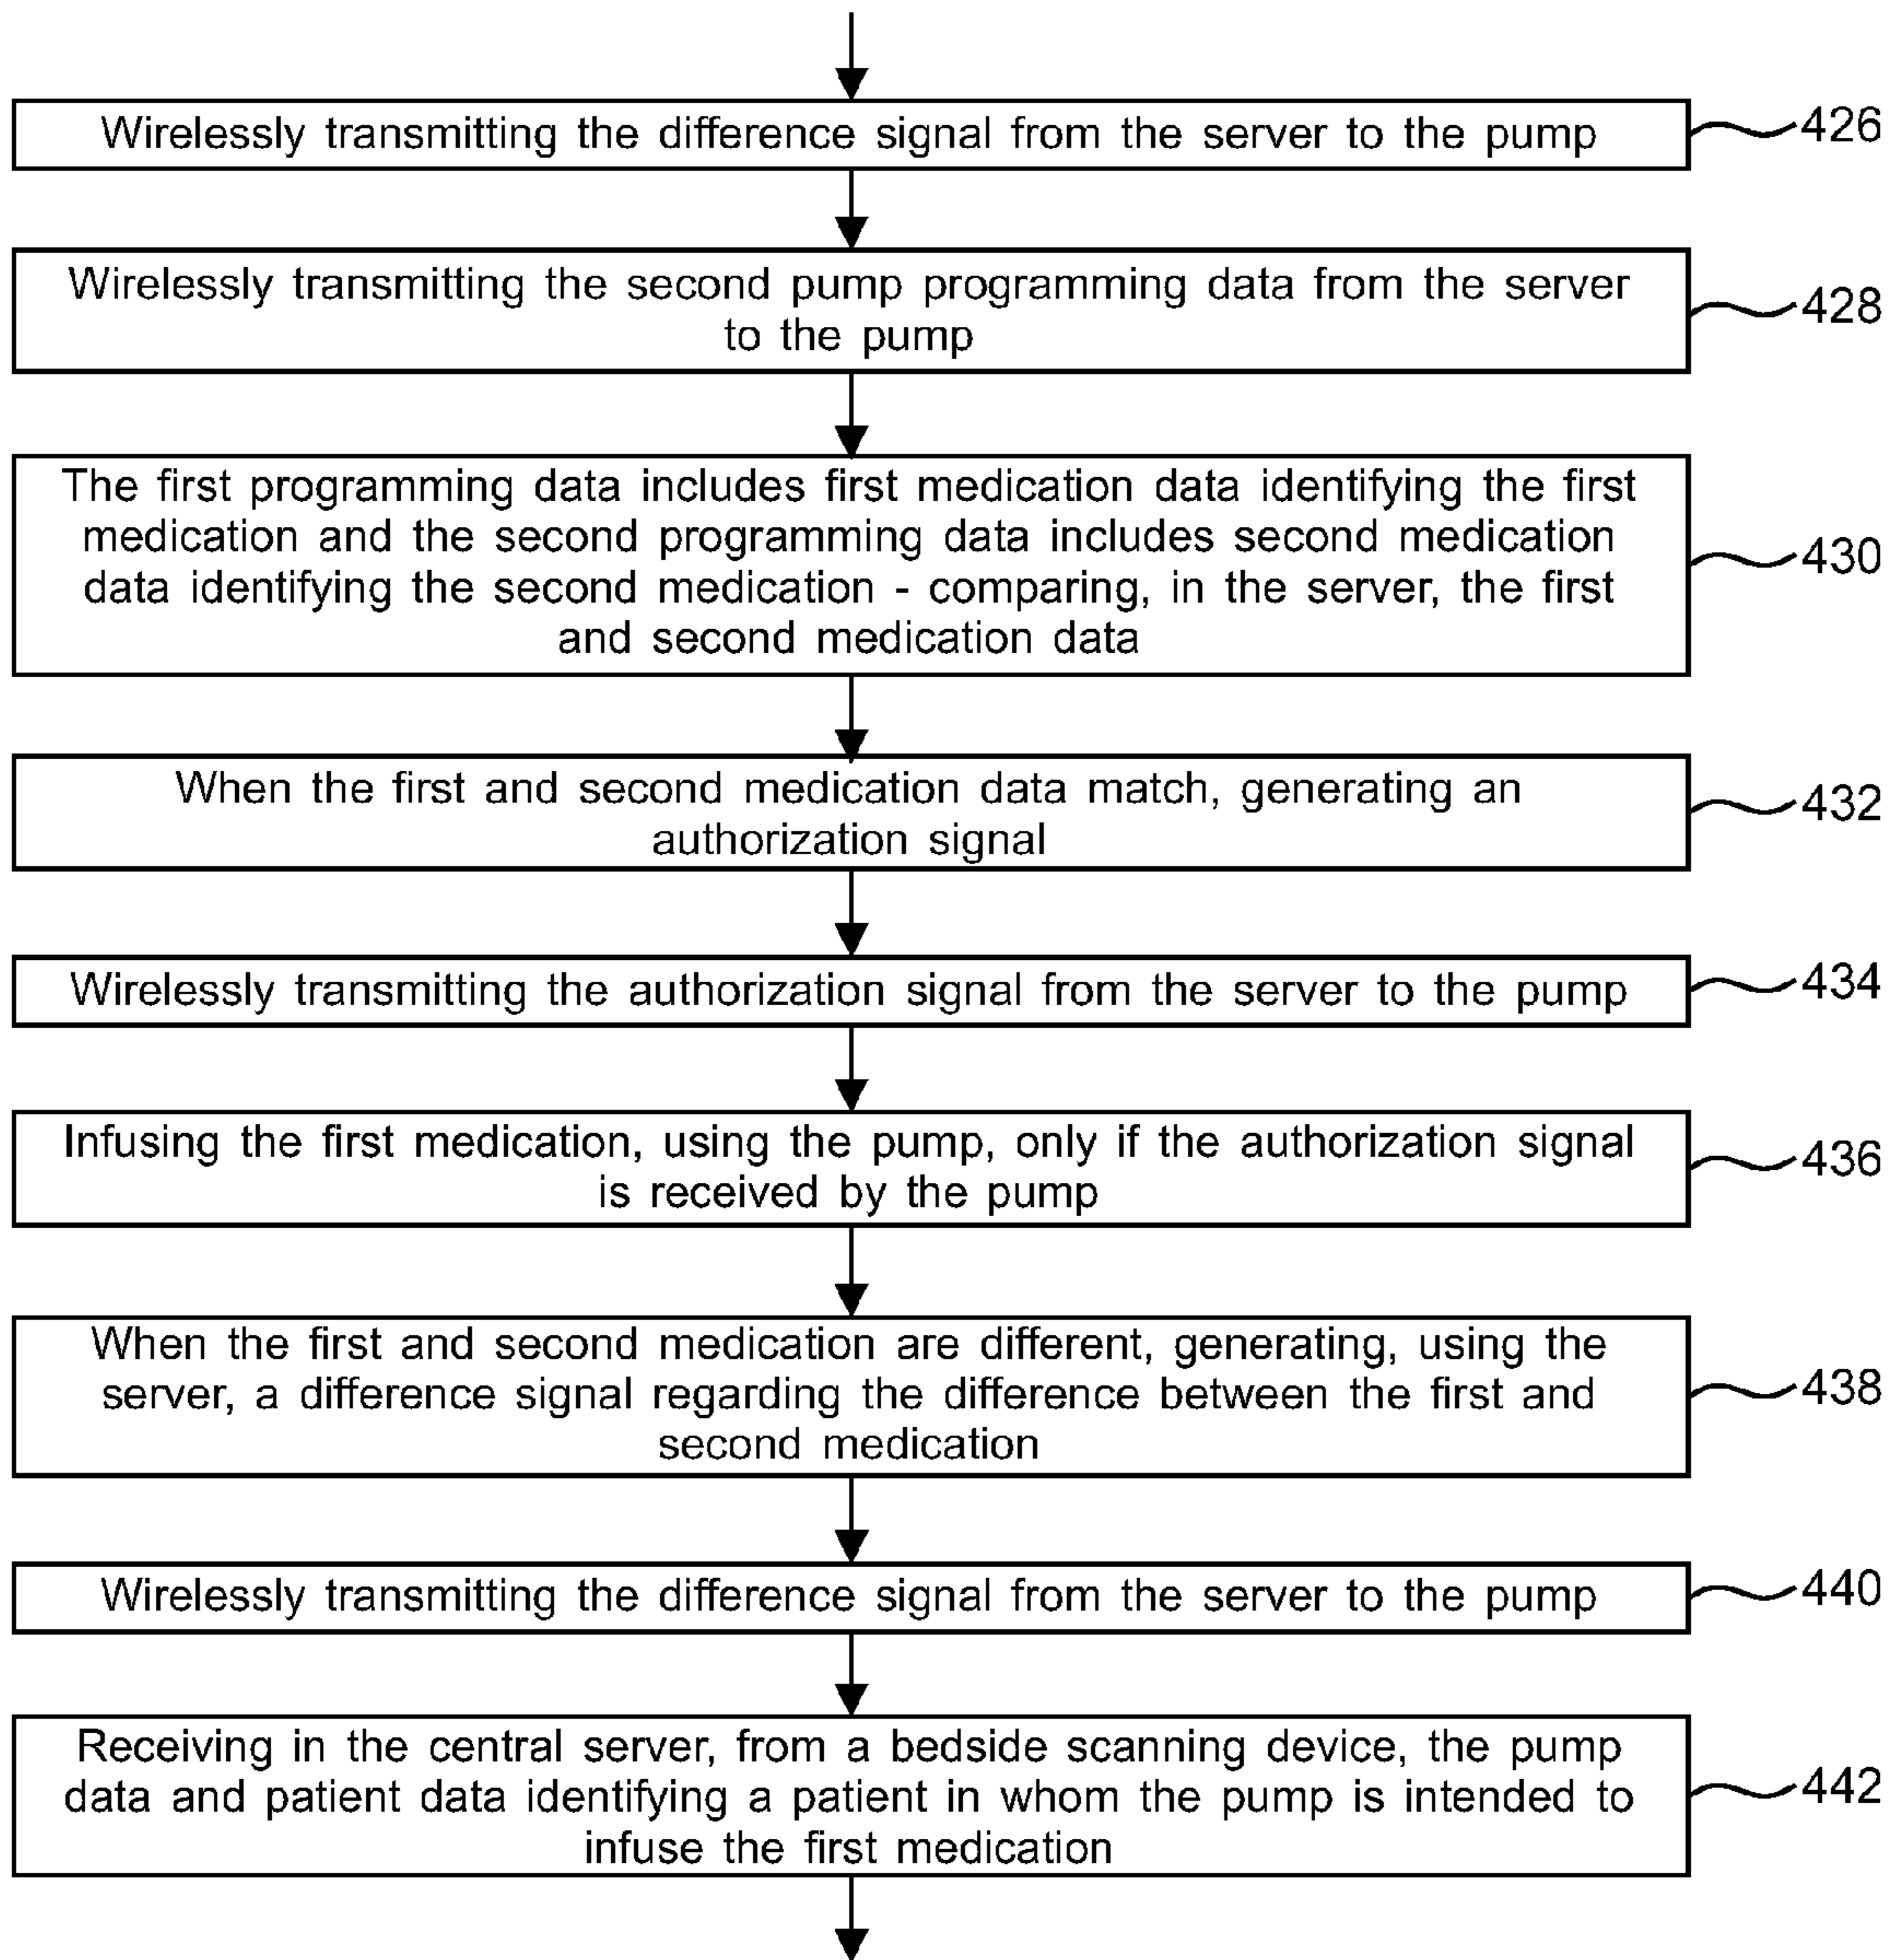 Wirelessly transmitting the difference signal from the server to the pump
426
Wirelessly transmitting the second pump programming data from the server
to the pump
428
The first programming data includes first medication data identifying the first
medication and the second programming data includes second medication
data identifying the second medication - comparing, in the server, the first
and second medication data
430
When the first and second medication data match, generating an
authorization signal
432
Wirelessly transmitting the authorization signal from the server to the pump
434
Infusing the first medication, using the pump, only if the authorization signal
is received by the pump
436
When the first and second medication are different, generating, using the
server, a difference signal regarding the difference between the first and
second medication
438
Wirelessly transmitting the difference signal from the server to the pump
440
Receiving in the central server, from a bedside scanning device, the pump
data and patient data identifying a patient in whom the pump is intended to
infuse the first medication
442